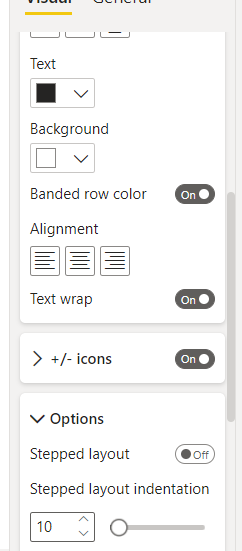 Visual General
Text
Background
Banded row color On
Alignment
Text wrap On
+/- icons On
Options
Stepped layout Off
Stepped layout indentation
10